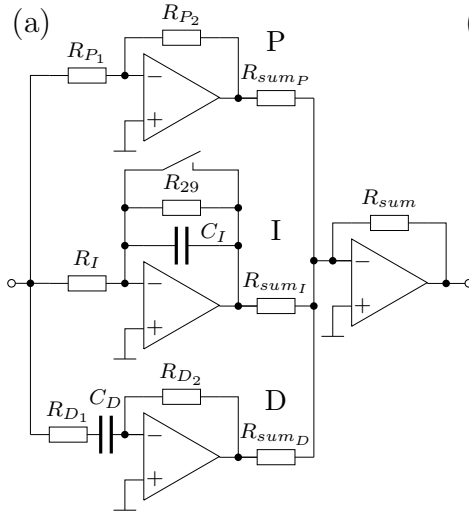 (a)
R_{P_1}
R_{P_2}
P
R_{sum_P}
−
+
R_{29}
C_I
I
R_{sum}
R_I
R_{sum_I}
−
+
−
+
R_{D_1}
C_D
R_{D_2}
D
R_{sum_D}
−
+